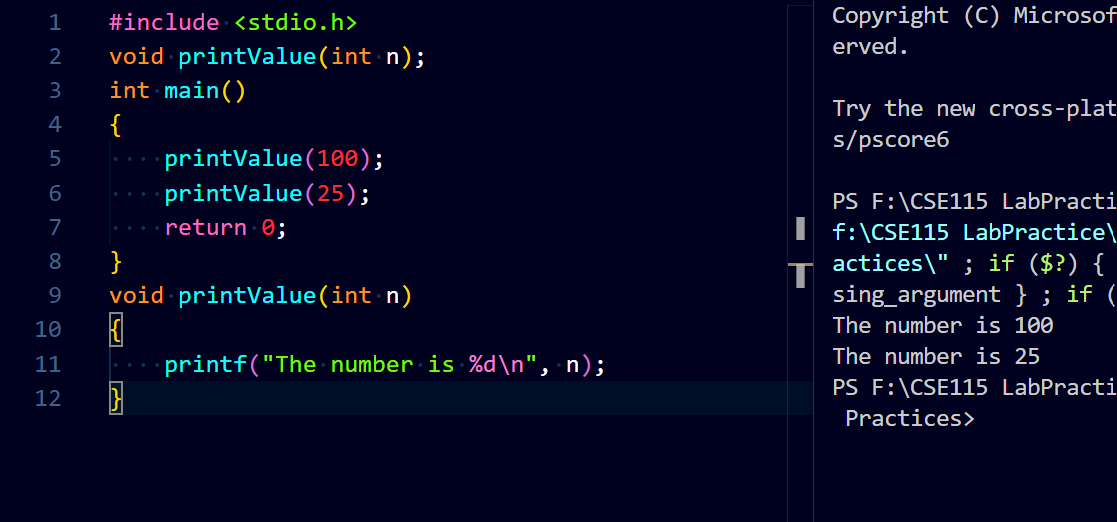 1 #include <stdio.h>
2 void printValue(int n);
3 int main()
4 {
5     printValue(100);
6     printValue(25);
7     return 0;
8 }
9 void printValue(int n)
10 {
11     printf("The number is %d\n", n);
12 }
Copyright (C) Microsof
erved.
Try the new cross-plat
s/pscore6
PS F:\CSE115 LabPracti
f:\CSE115 LabPractice\
actices\" ; if ($?) {
sing_argument } ; if (
The number is 100
The number is 25
PS F:\CSE115 LabPracti
Practices>